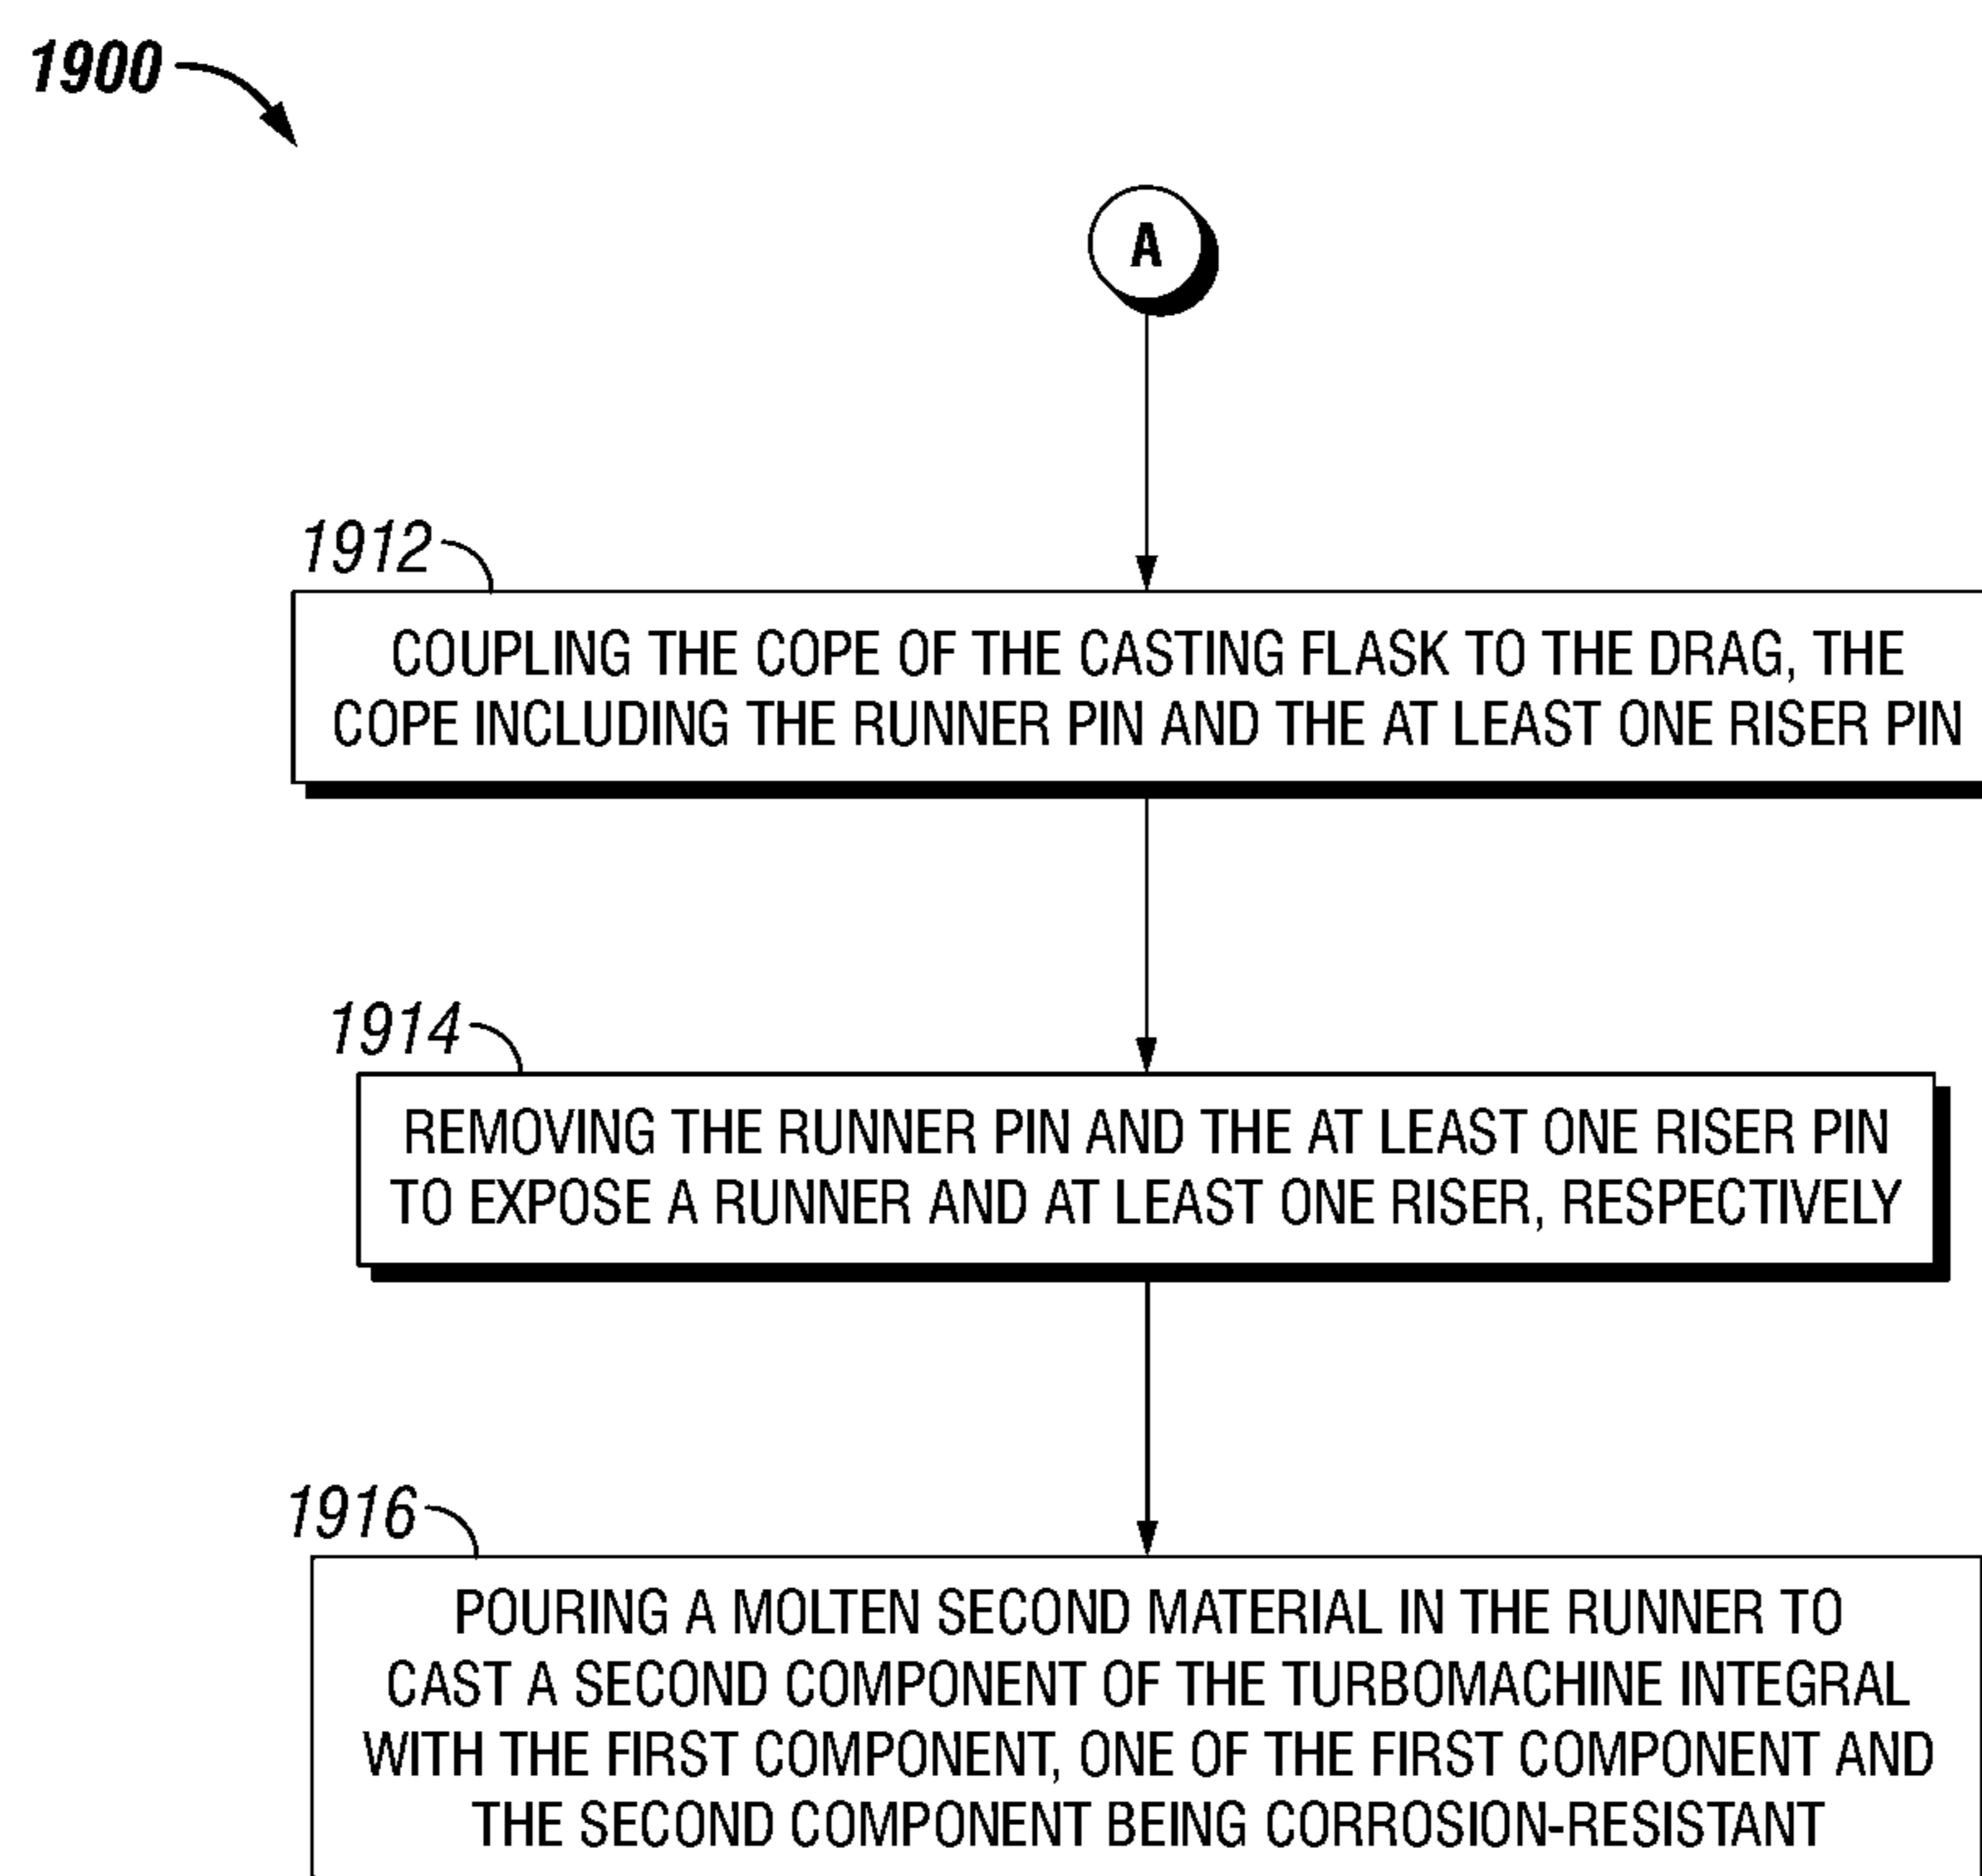 1900
A
1912
COUPLING THE COPE OF THE CASTING FLASK TO THE DRAG, THE
COPE INCLUDING THE RUNNER PIN AND THE AT LEAST ONE RISER PIN
1914
REMOVING THE RUNNER PIN AND THE AT LEAST ONE RISER PIN
TO EXPOSE A RUNNER AND AT LEAST ONE RISER, RESPECTIVELY
1916
POURING A MOLTEN SECOND MATERIAL IN THE RUNNER TO
CAST A SECOND COMPONENT OF THE TURBOMACHINE INTEGRAL
WITH THE FIRST COMPONENT, ONE OF THE FIRST COMPONENT AND
THE SECOND COMPONENT BEING CORROSION-RESISTANT